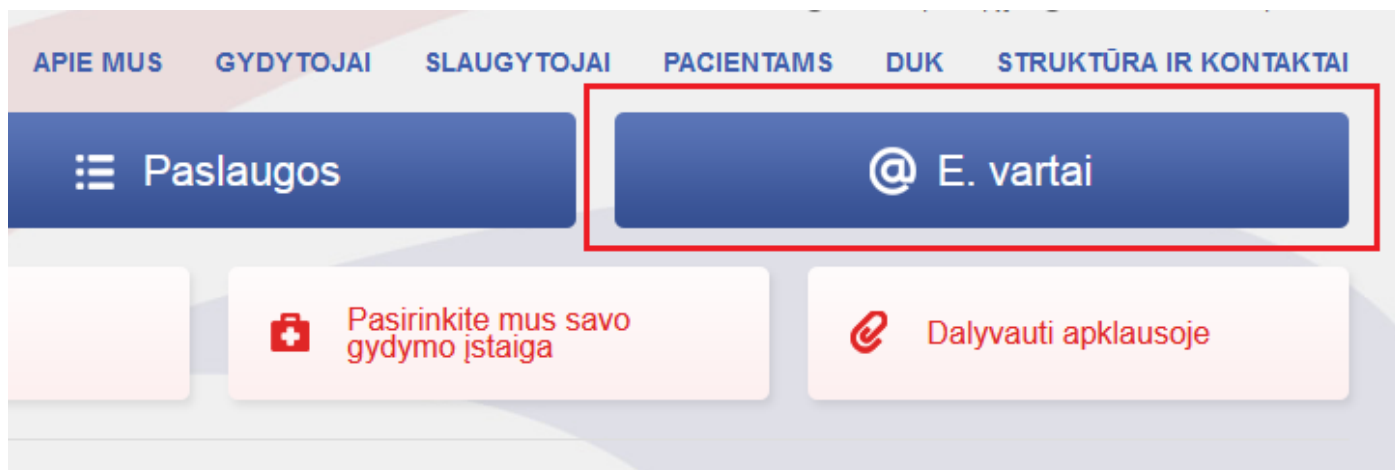 APIE MUS GYDYTOJAI SLAUGYTOJAI PACIENTAMS DUK STRUKTŪRA IR KONTAKTAI
Paslaugos
@ E. vartai
Pasirinkite mus savo
gydymo įstaiga
Dalyvauti apklausoje